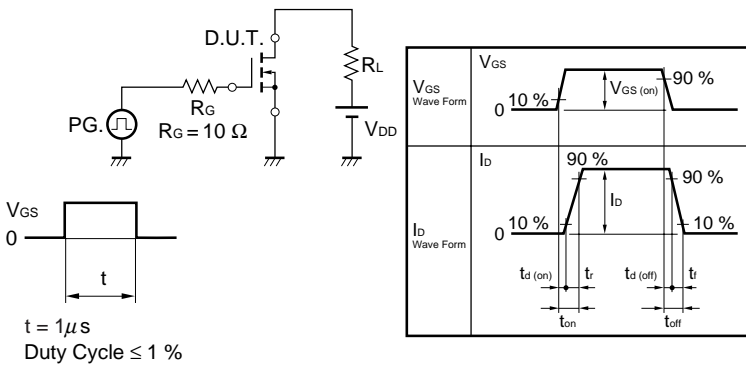 D.U.T.
RL
RG
PG.
RG = 10 Ω
VDD
VGS
0
t
t = 1μs
Duty Cycle ≤ 1 %
VGS
Wave Form
VGS
10 %
0
VGS (on)
90 %
ID
Wave Form
ID
90 %
90 %
ID
10 %
0
10 %
td (on)
tr
td (off)
tf
ton
toff